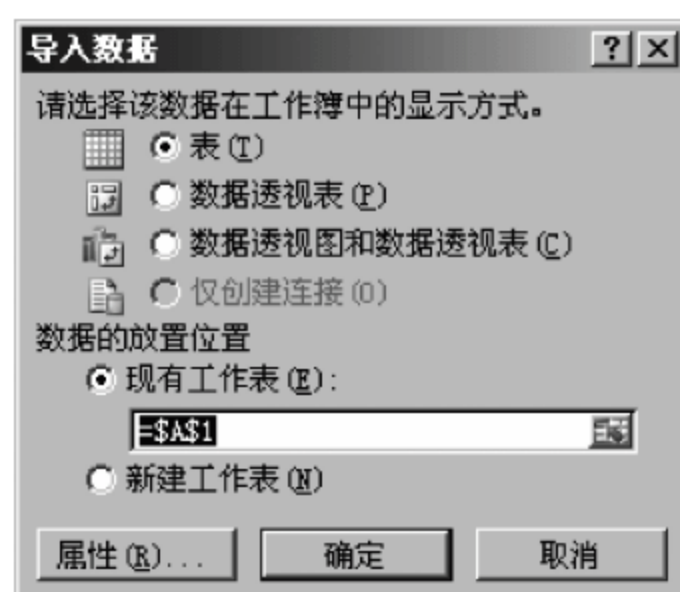 导入数据
请选择该数据在工作簿中的显示方式。
表(T)
数据透视表(P)
数据透视图和数据透视表(C)
仅创建连接(O)
数据的放置位置
现有工作表(E):
=$A$1
新建工作表(N)
属性(R)... 确定 取消